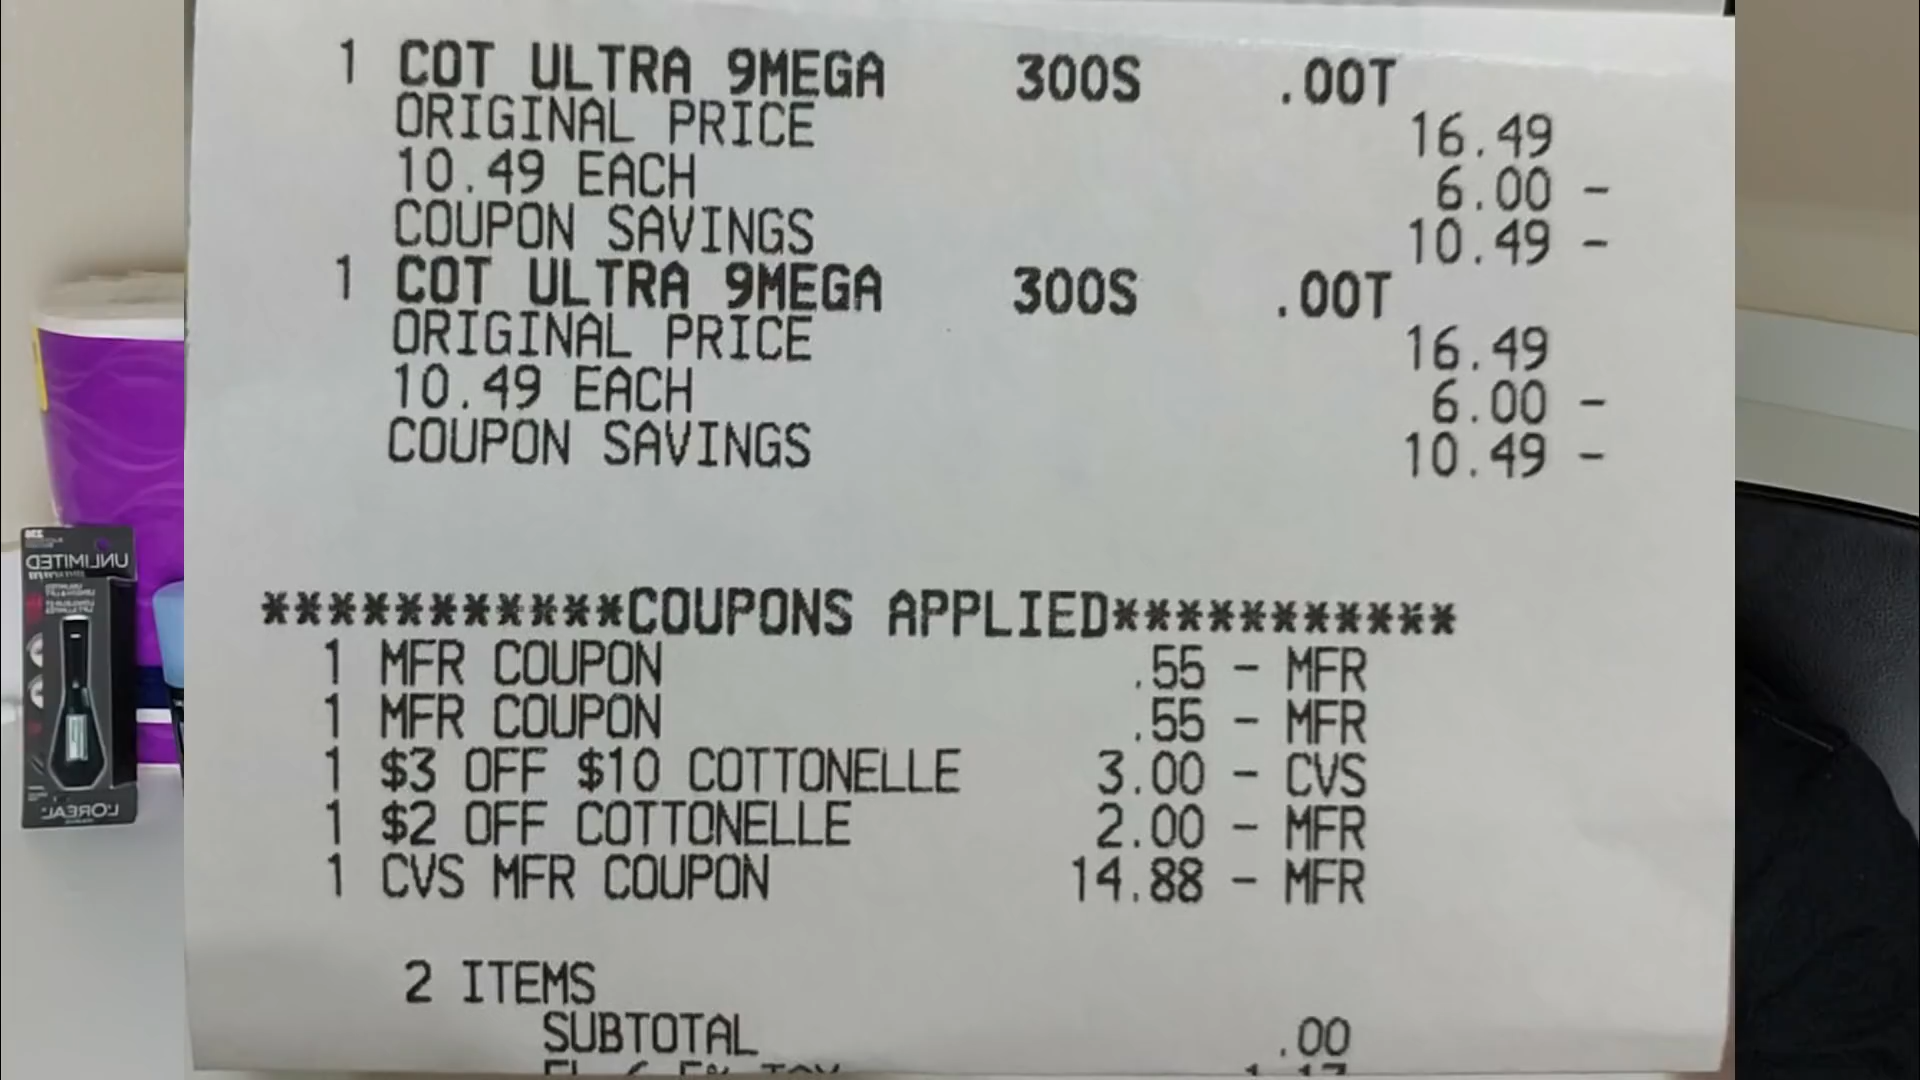 1 COT ULTRA 9MEGA 300S .00T
ORIGINAL PRICE 16.49
10.49 EACH 6.00 -
COUPON SAVINGS 10.49 -
1 COT ULTRA 9MEGA 300S .00T
ORIGINAL PRICE 16.49
10.49 EACH 6.00 -
COUPON SAVINGS 10.49 -
***********COUPONS APPLIED***********
1 MFR COUPON .55 - MFR
1 MFR COUPON .55 - MFR
1 $3 OFF $10 COTTONELLE 3.00 - CVS
1 $2 OFF COTTONELLE 2.00 - MFR
1 CVS MFR COUPON 14.88 - MFR
2 ITEMS
SUBTOTAL .00
UNLIMITED
L'ORÉAL